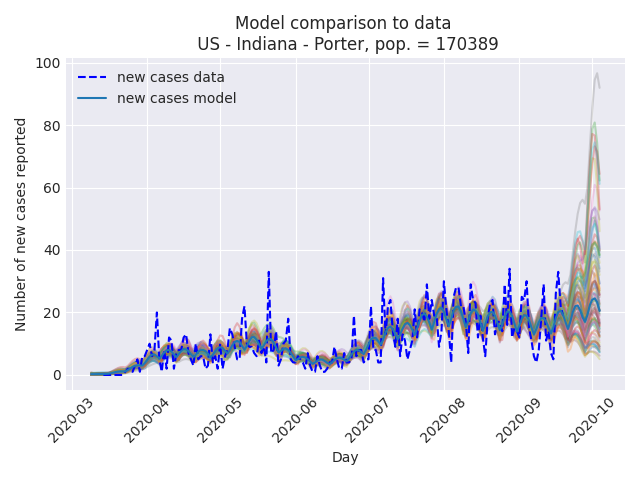 Model comparison to data
US - Indiana - Porter, pop. = 170389
100
80
60
40
20
0
Number of new cases reported
new cases data
new cases model
2020-03
2020-04
2020-05
2020-06
2020-07
2020-08
2020-09
2020-10
Day